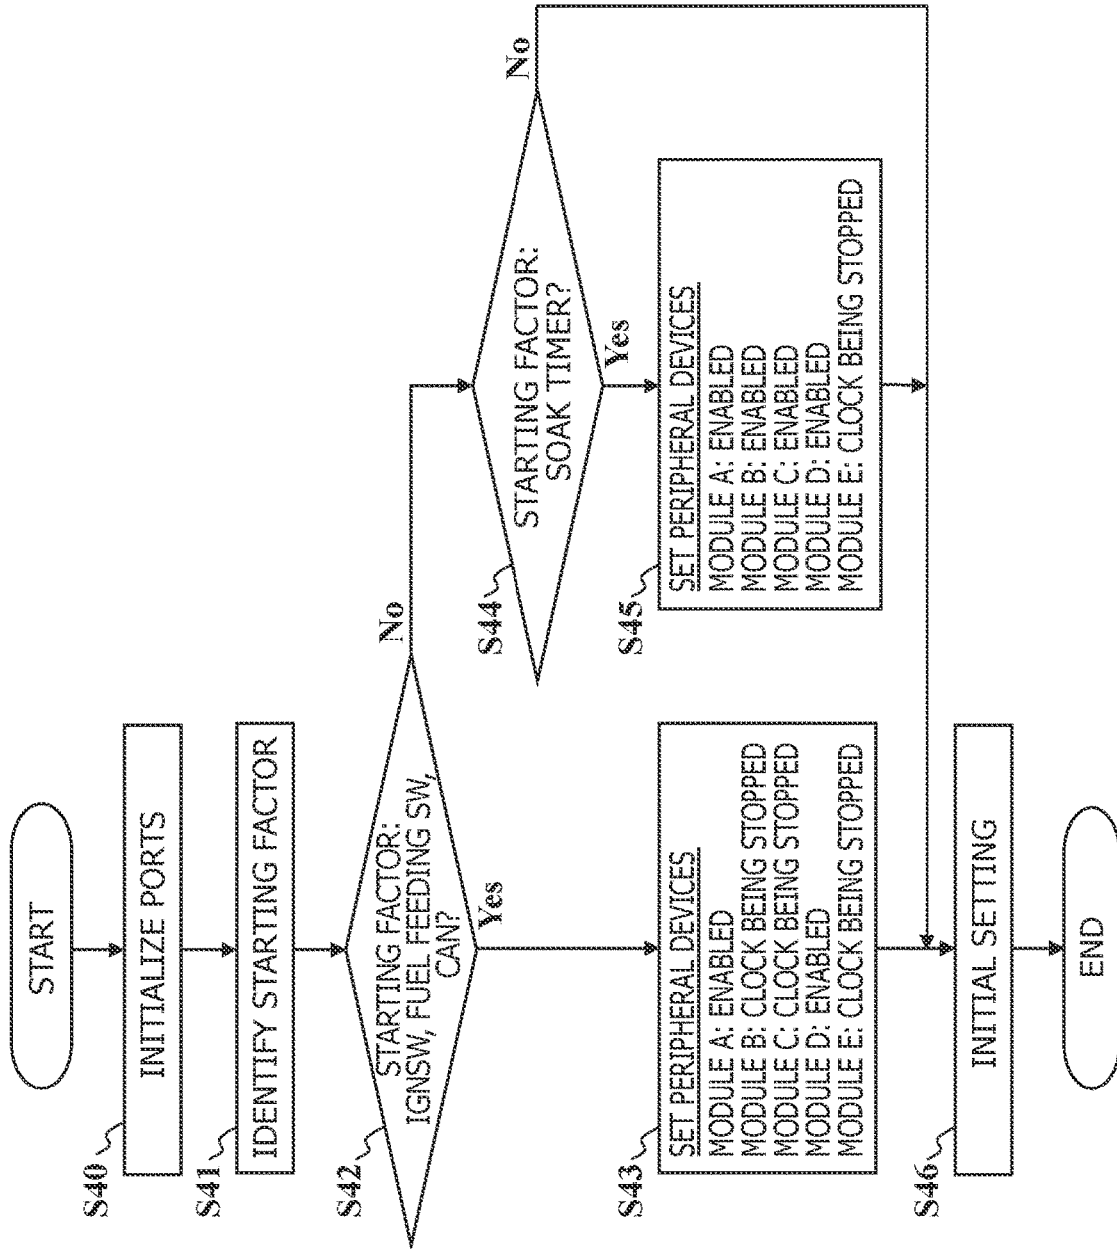 START
S40
INITIALIZE PORTS
S41
IDENTIFY STARTING FACTOR
S42
STARTING FACTOR:
IGNSW, FUEL FEEDING SW,
CAN?
No
Yes
S44
STARTING FACTOR:
SOAK TIMER?
No
Yes
S43
SET PERIPHERAL DEVICES
MODULE A: ENABLED
MODULE B: CLOCK BEING STOPPED
MODULE C: CLOCK BEING STOPPED
MODULE D: ENABLED
MODULE E: CLOCK BEING STOPPED
S45
SET PERIPHERAL DEVICES
MODULE A: ENABLED
MODULE B: ENABLED
MODULE C: ENABLED
MODULE D: ENABLED
MODULE E: CLOCK BEING STOPPED
S46
INITIAL SETTING
END